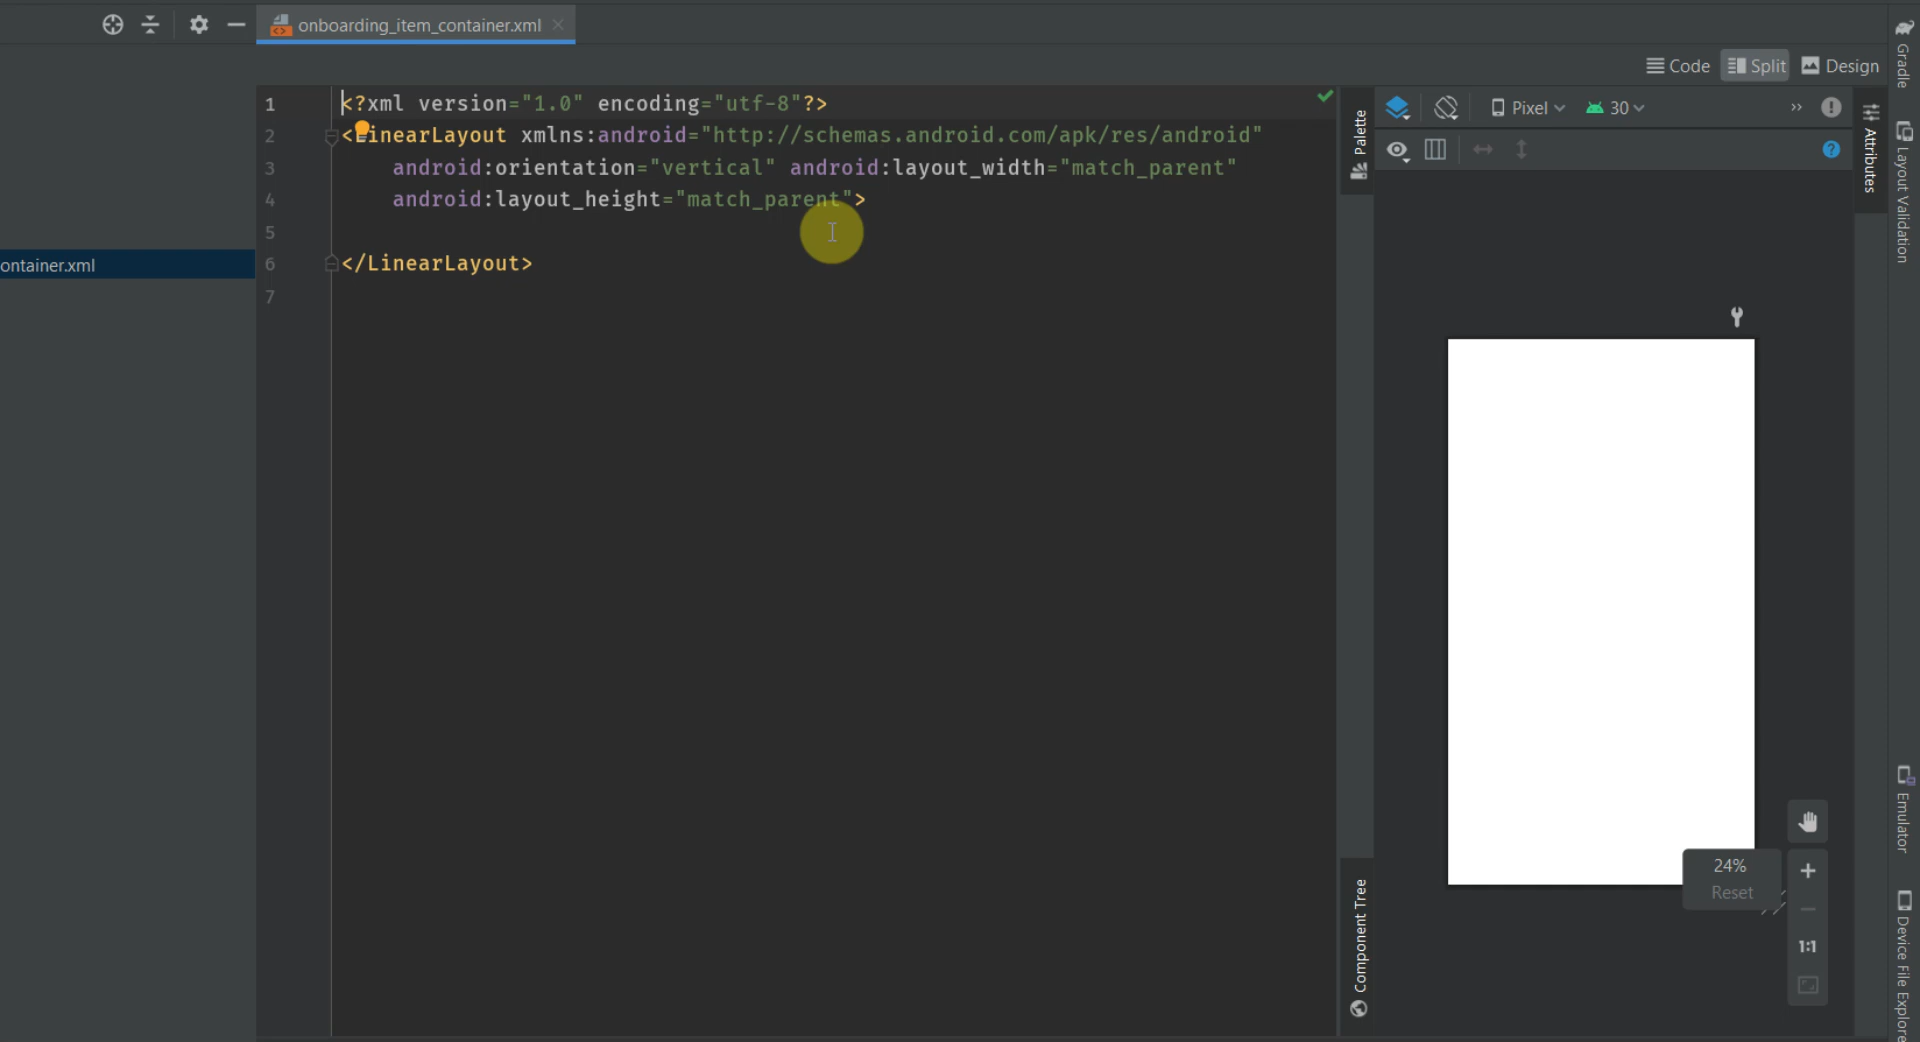 onboarding_item_container.xml
Code Split Design
1 <?xml version="1.0" encoding="utf-8"?>
2 <LinearLayout xmlns:android="http://schemas.android.com/apk/res/android"
3 android:orientation="vertical" android:layout_width="match_parent"
4 android:layout_height="match_parent">
5
6 </LinearLayout>
7
ontainer.xml
Palette
Component Tree
Pixel 30 »
24%
Reset
1:1
Attributes
Gradle
Layout Validation
Emulator
Device File Explore